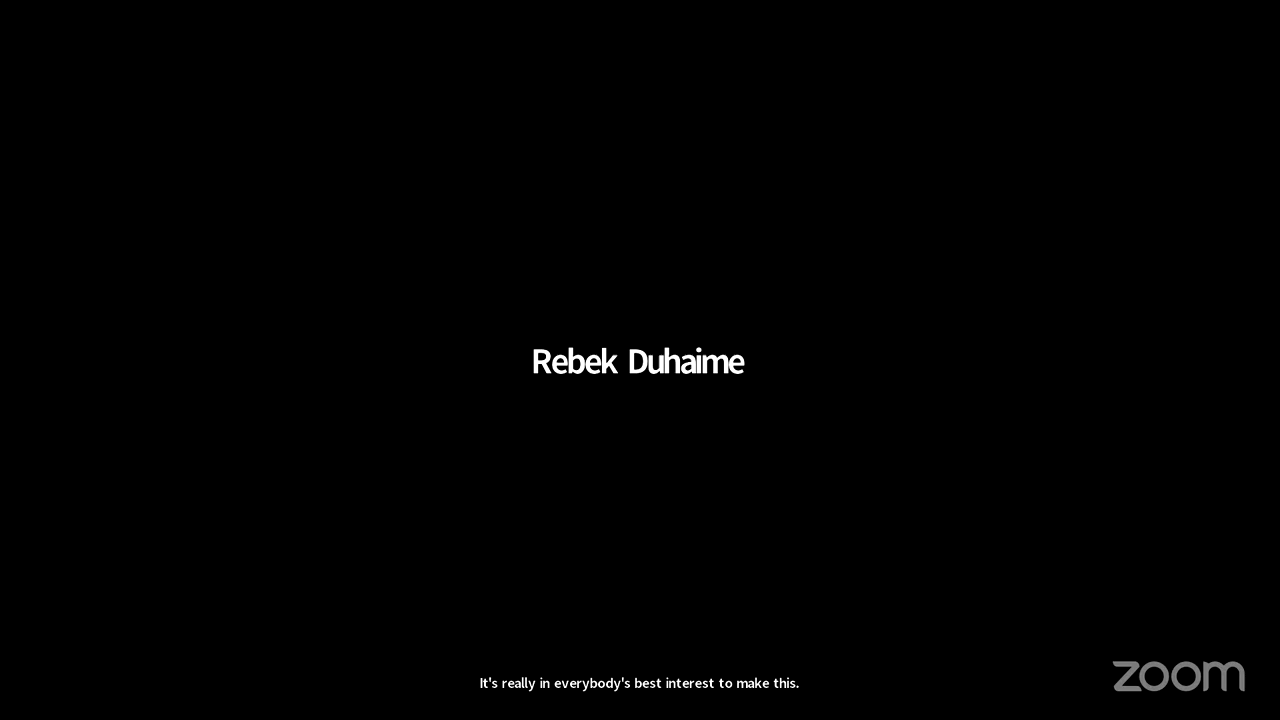 Rebek Duhaime
It's really in everybody's best interest to make this.
zoom